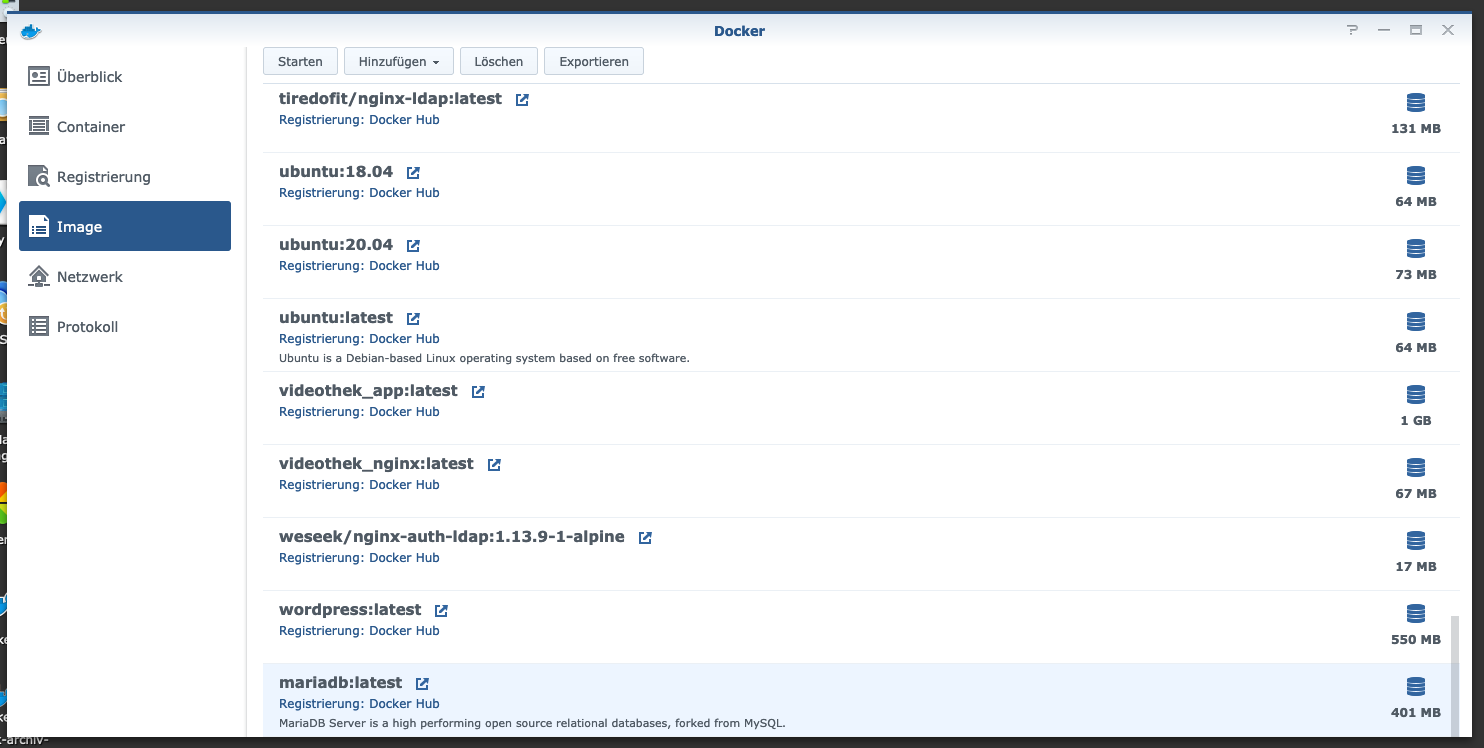 Docker
Überblick
Container
Registrierung
Image
Netzwerk
Protokoll
Starten
Hinzufügen
Löschen
Exportieren
tiredofit/nginx-ldap:latest
Registrierung: Docker Hub
131 MB
ubuntu:18.04
Registrierung: Docker Hub
64 MB
ubuntu:20.04
Registrierung: Docker Hub
73 MB
ubuntu:latest
Registrierung: Docker Hub
Ubuntu is a Debian-based Linux operating system based on free software.
64 MB
videothek_app:latest
Registrierung: Docker Hub
1 GB
videothek_nginx:latest
Registrierung: Docker Hub
67 MB
weseek/nginx-auth-ldap:1.13.9-1-alpine
Registrierung: Docker Hub
17 MB
wordpress:latest
Registrierung: Docker Hub
550 MB
mariadb:latest
Registrierung: Docker Hub
MariaDB Server is a high performing open source relational databases, forked from MySQL.
401 MB